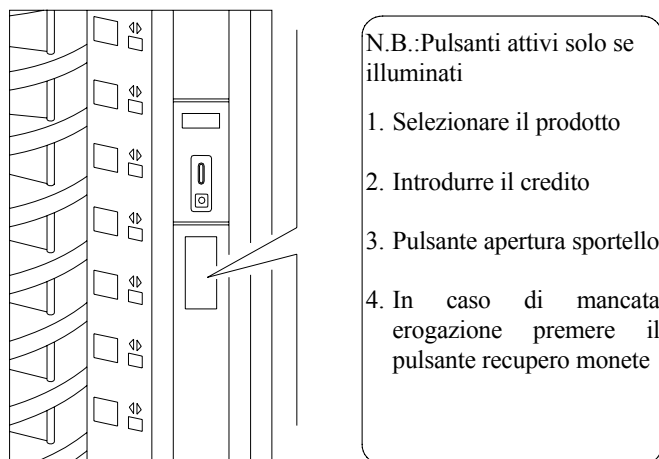 N.B.:Pulsanti attivi solo se
illuminati
1. Selezionare il prodotto
2. Introdurre il credito
3. Pulsante apertura sportello
4. In caso di mancata
erogazione premere il
pulsante recupero monete